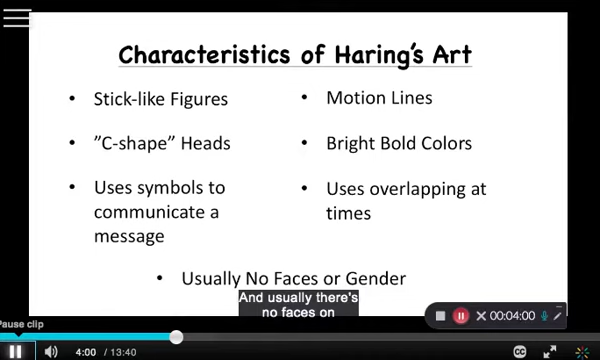 Characteristics of Haring's Art
• Stick-like Figures
• "C-shape" Heads
• Uses symbols to
communicate a
message
• Motion Lines
• Bright Bold Colors
• Uses overlapping at
times
• Usually No Faces or Gender
And usually there's
no faces on
00:04:00
Pause clip
4:00 / 13:40
CC